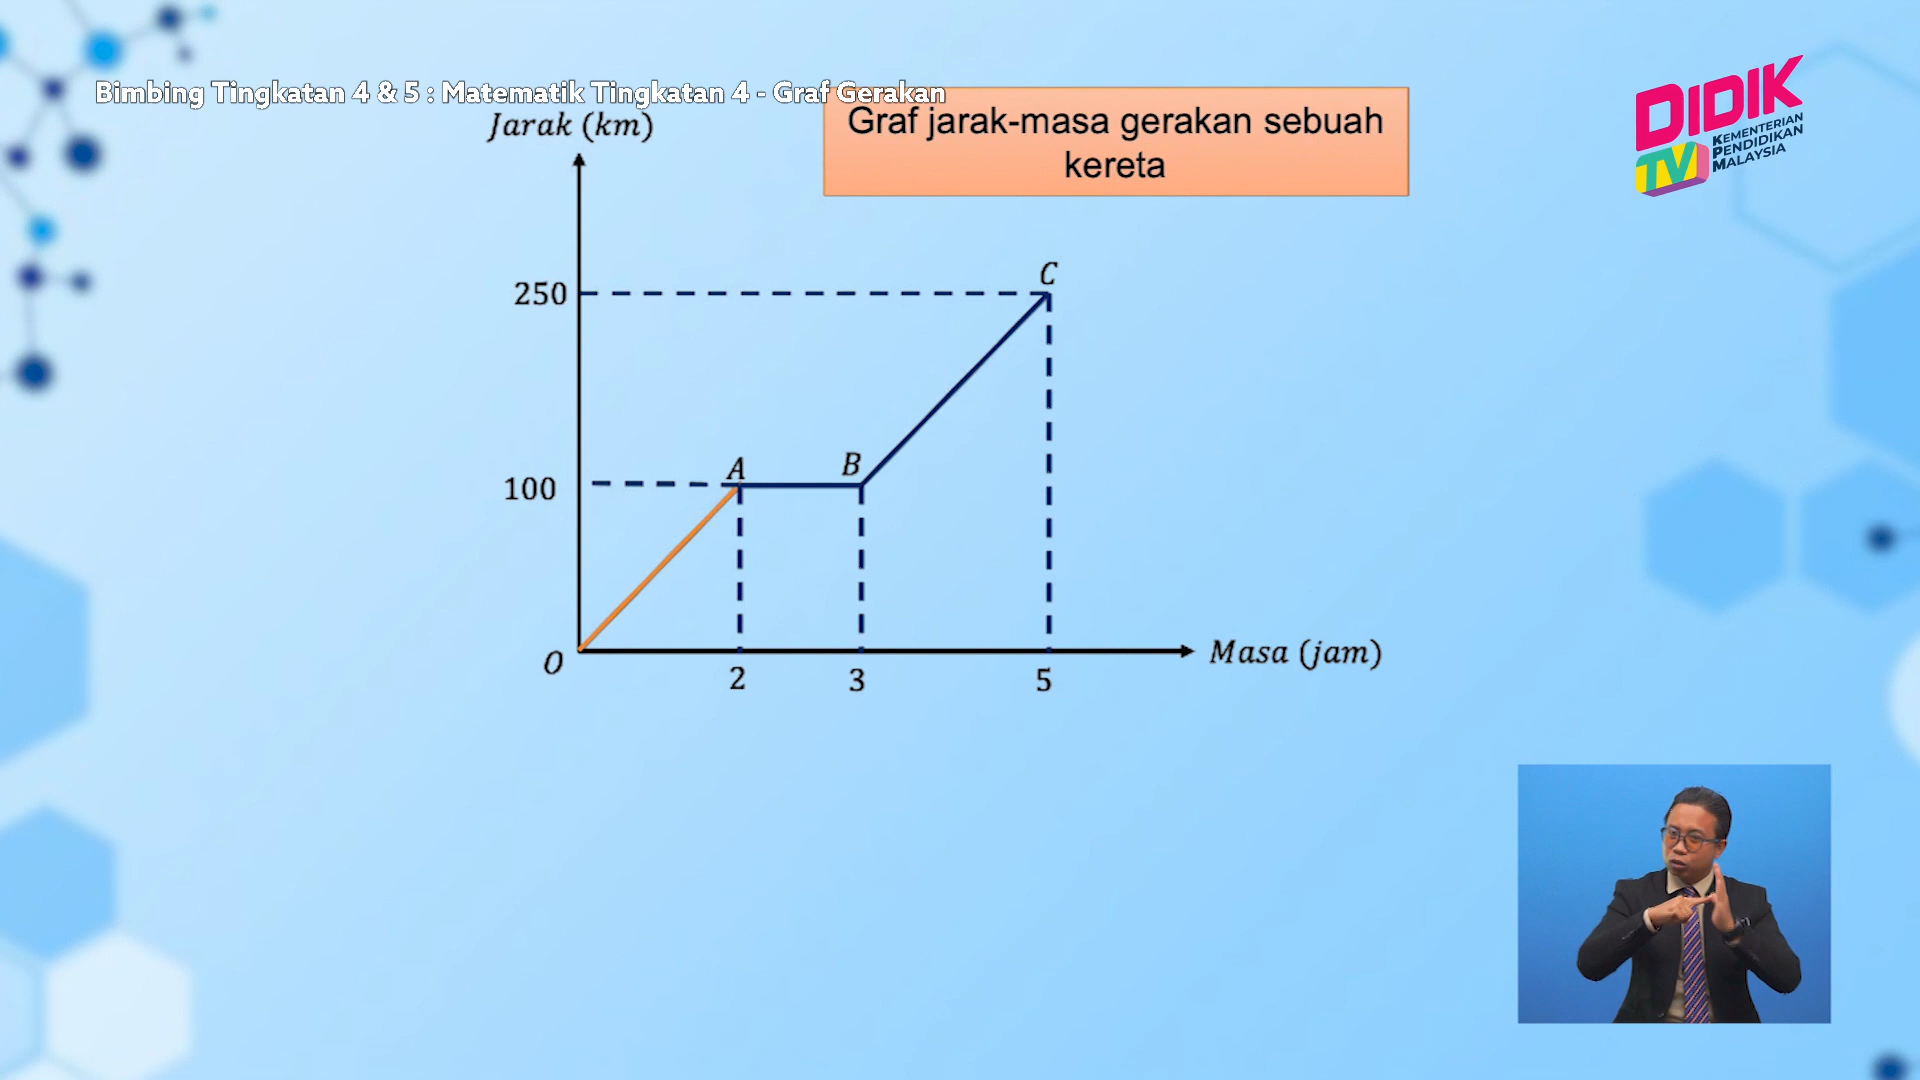 Bimbing Tingkatan 4 & 5 : Matematik Tingkatan 4 - Graf Gerakan
Graf jarak-masa gerakan sebuah
kereta
DIDIK
TV
KEMENTERIAN
PENDIDIKAN
MALAYSIA
Jarak (km)
250
C
100
A
B
O
2
3
5
Masa (jam)